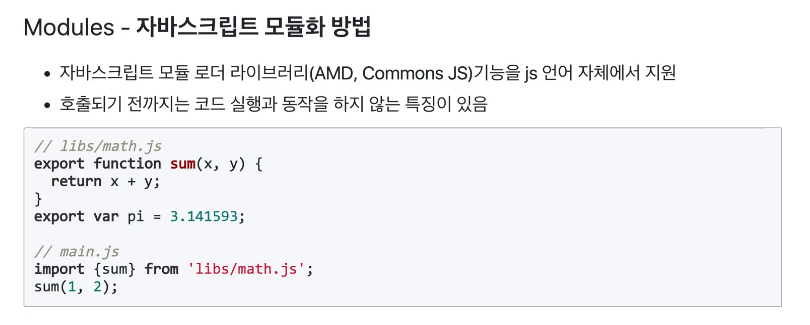 Modules - 자바스크립트 모듈화 방법
• 자바스크립트 모듈 로더 라이브러리(AMD, Commons JS)기능을 js 언어 자체에서 지원
• 호출되기 전까지는 코드 실행과 동작을 하지 않는 특징이 있음
// libs/math.js
export function sum(x, y) {
  return x + y;
}
export var pi = 3.141593;

// main.js
import {sum} from 'libs/math.js';
sum(1, 2);